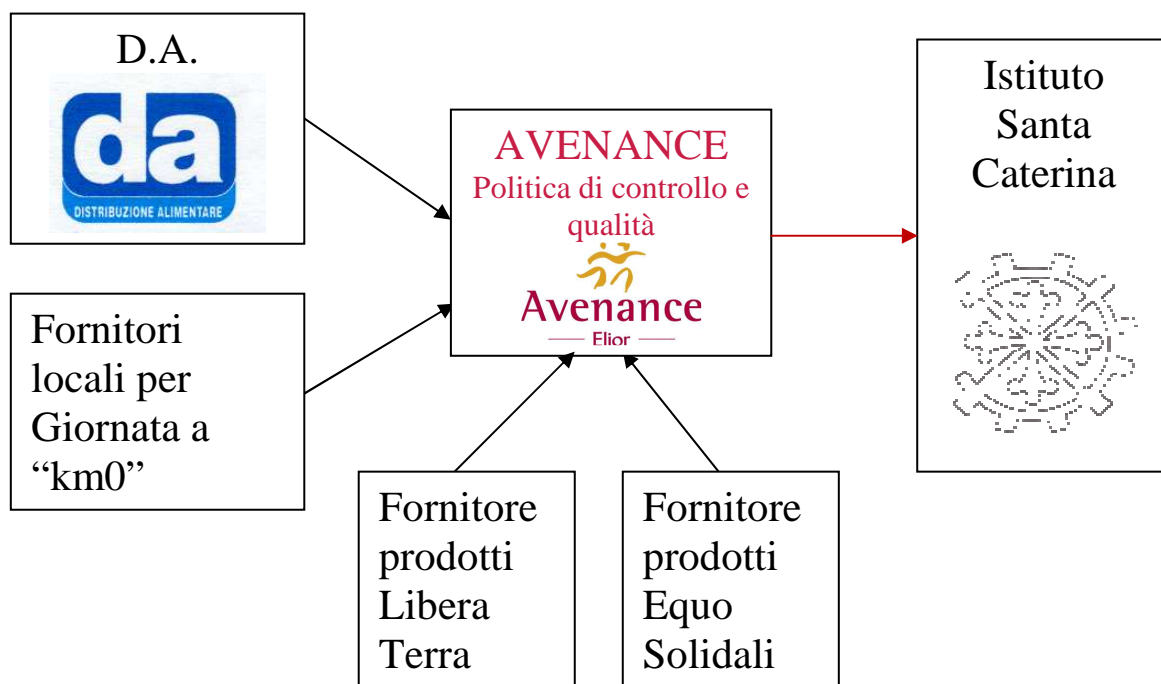 D.A.
da
DISTRIBUZIONE ALIMENTARE
Fornitori
locali per
Giornata a
“km0”
AVENANCE
Politica di controllo e
qualità
Avenance
Elior
Fornitore
prodotti
Libera
Terra
Fornitore
prodotti
Equo
Solidali
Istituto
Santa
Caterina